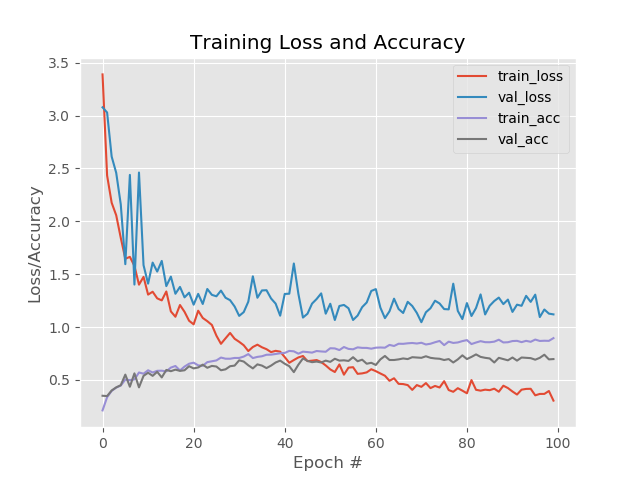 Training Loss and Accuracy
3.5
3.0
2.5
2.0
1.5
1.0
0.5
Loss/Accuracy
train_loss
val_loss
train_acc
val_acc
0
20
40
60
80
100
Epoch #